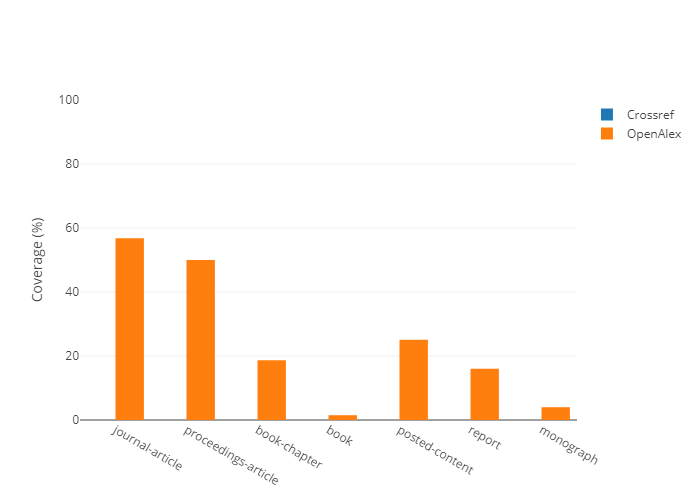 100
80
60
40
20
0
Coverage (%)
journal-article
proceedings-article
book-chapter
book
posted-content
report
monograph
Crossref
OpenAlex